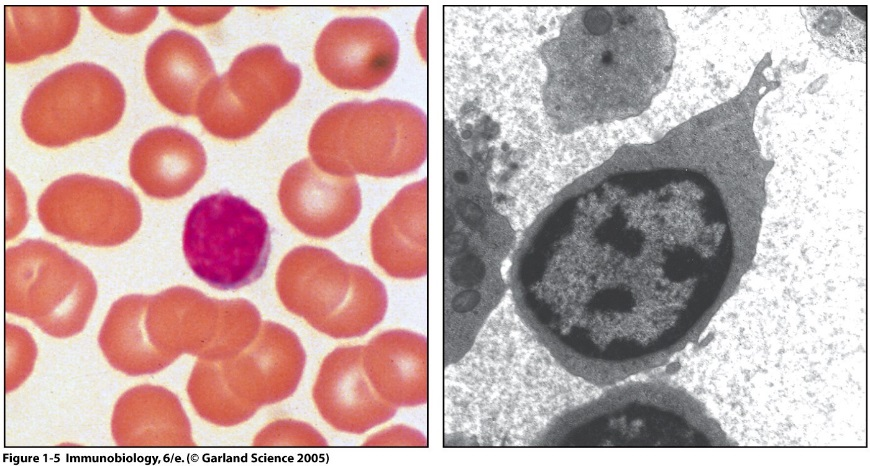 Figure 1-5 Immunobiology, 6/e. (© Garland Science 2005)